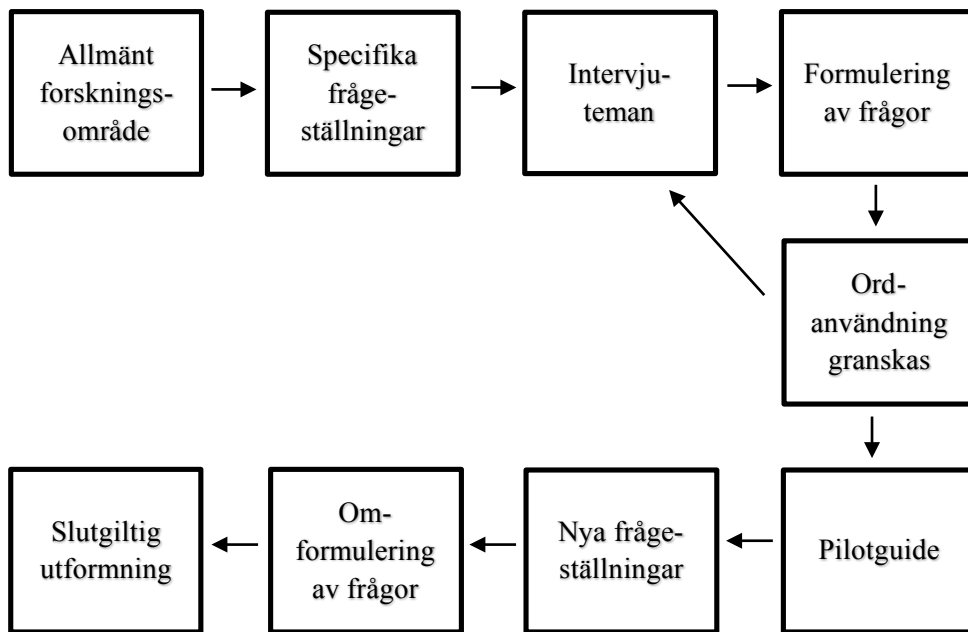 Allmänt
forsknings-
område
Specifika
fråge-
ställningar
Intervju-
teman
Formulering
av frågor
Ord-
användning
granskas
Pilotguide
Nya fråge-
ställningar
Om-
formulering
av frågor
Slutgiltig
utformning